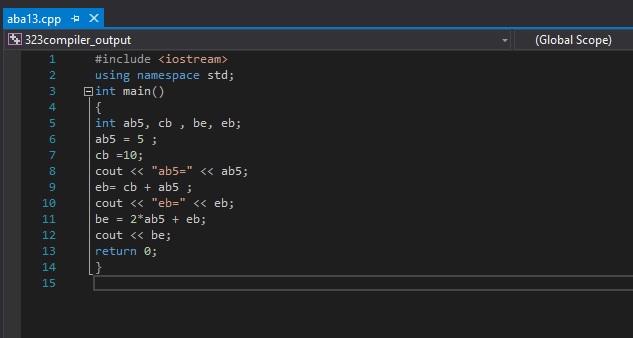 aba13.cpp
323compiler_output (Global Scope)
1 #include <iostream>
2 using namespace std;
3 int main()
4 {
5 int ab5, cb , be, eb;
6 ab5 = 5 ;
7 cb =10;
8 cout << "ab5=" << ab5;
9 eb= cb + ab5 ;
10 cout << "eb=" << eb;
11 be = 2*ab5 + eb;
12 cout << be;
13 return 0;
14 }
15